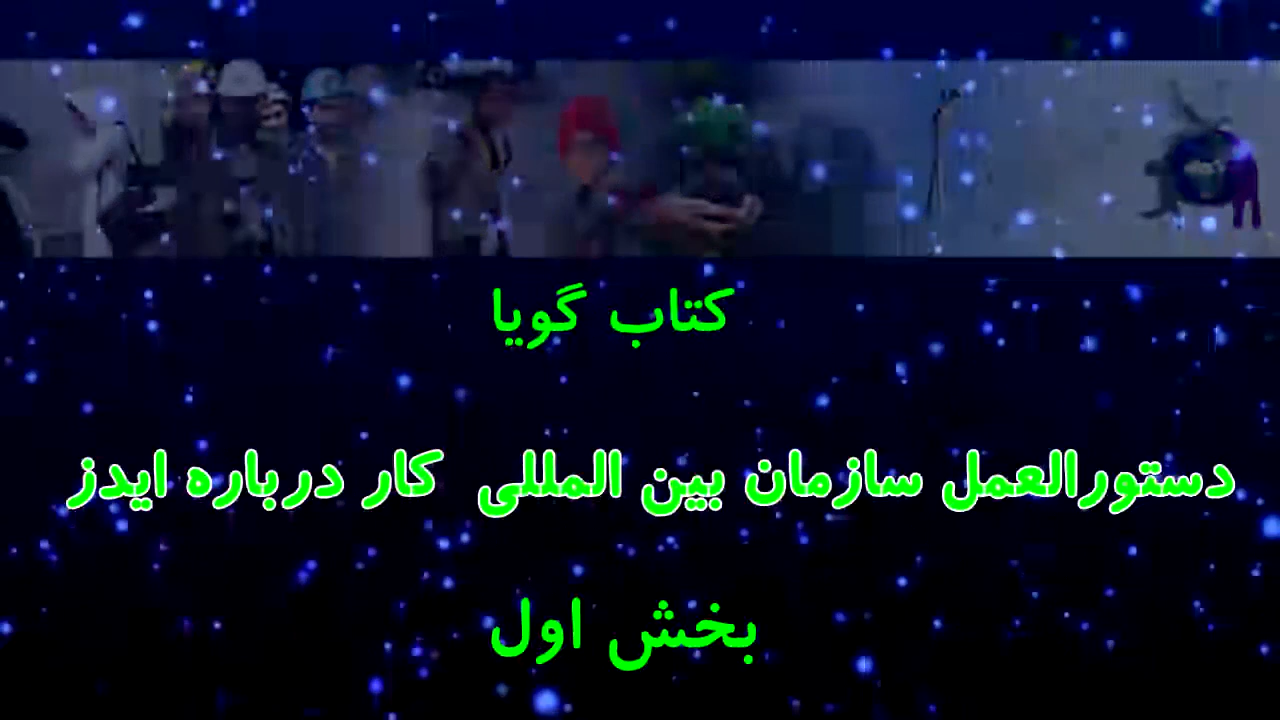 کتاب گویا
دستورالعمل سازمان بین المللی کار درباره ایدز
بخش اول